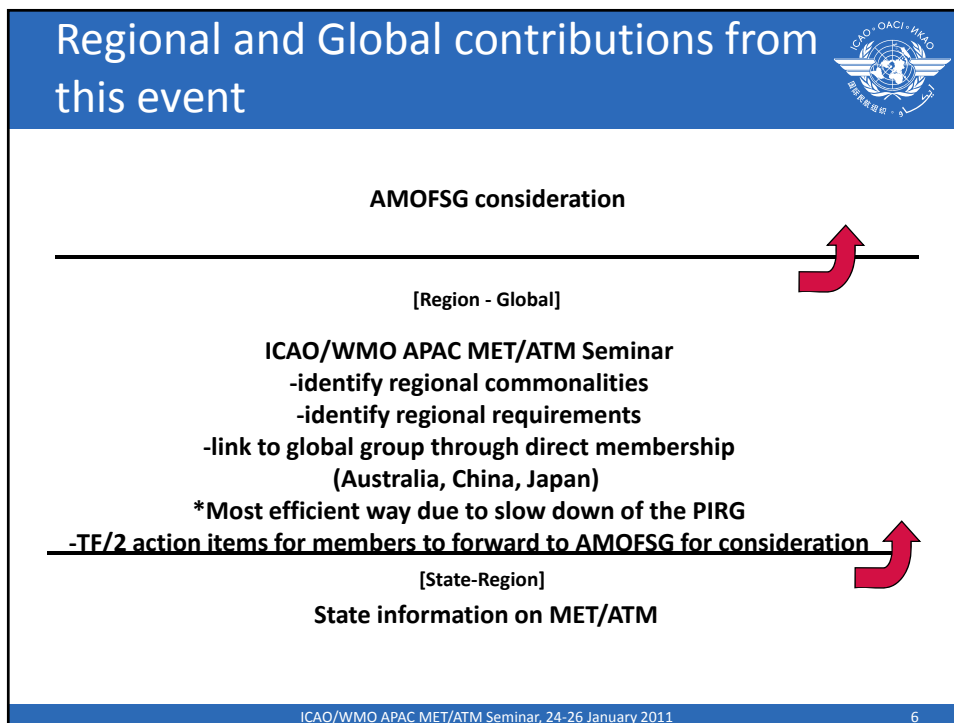 Regional and Global contributions from
this event
ICAO · OACI · ИКАО
AMOFSG consideration
[Region - Global]
ICAO/WMO APAC MET/ATM Seminar
-identify regional commonalities
-identify regional requirements
-link to global group through direct membership
(Australia, China, Japan)
*Most efficient way due to slow down of the PIRG
-TF/2 action items for members to forward to AMOFSG for consideration
[State-Region]
State information on MET/ATM
ICAO/WMO APAC MET/ATM Seminar, 24-26 January 2011
6